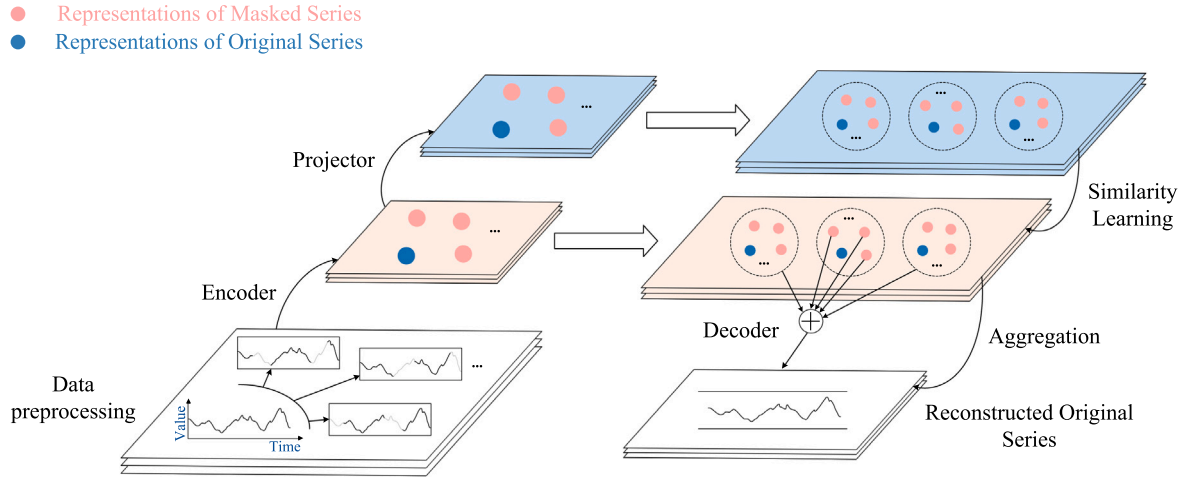 Representations of Masked Series
Representations of Original Series
...
...
...
...
Projector
Similarity
Learning
...
...
...
...
Encoder
Decoder
Aggregation
...
Data
preprocessing
Value
Time
Reconstructed Original
Series